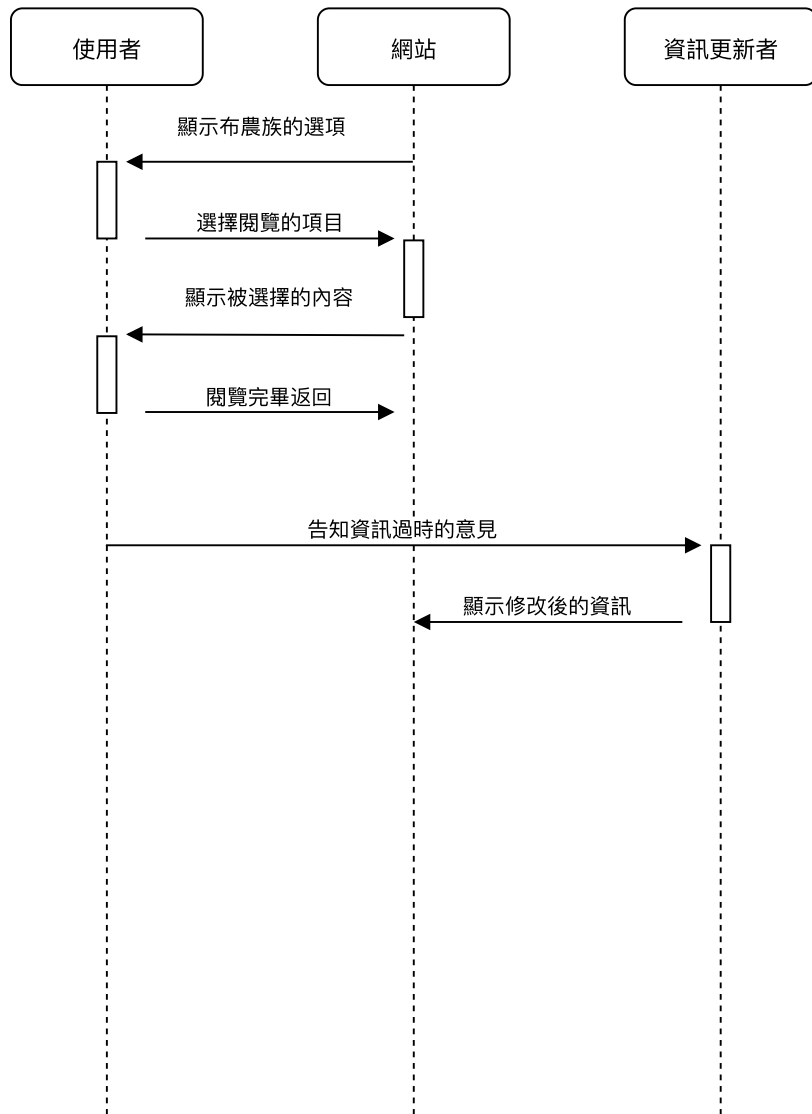 使用者
網站
資訊更新者
顯示布農族的選項
選擇閱覽的項目
顯示被選擇的內容
閱覽完畢返回
告知資訊過時的意見
顯示修改後的資訊